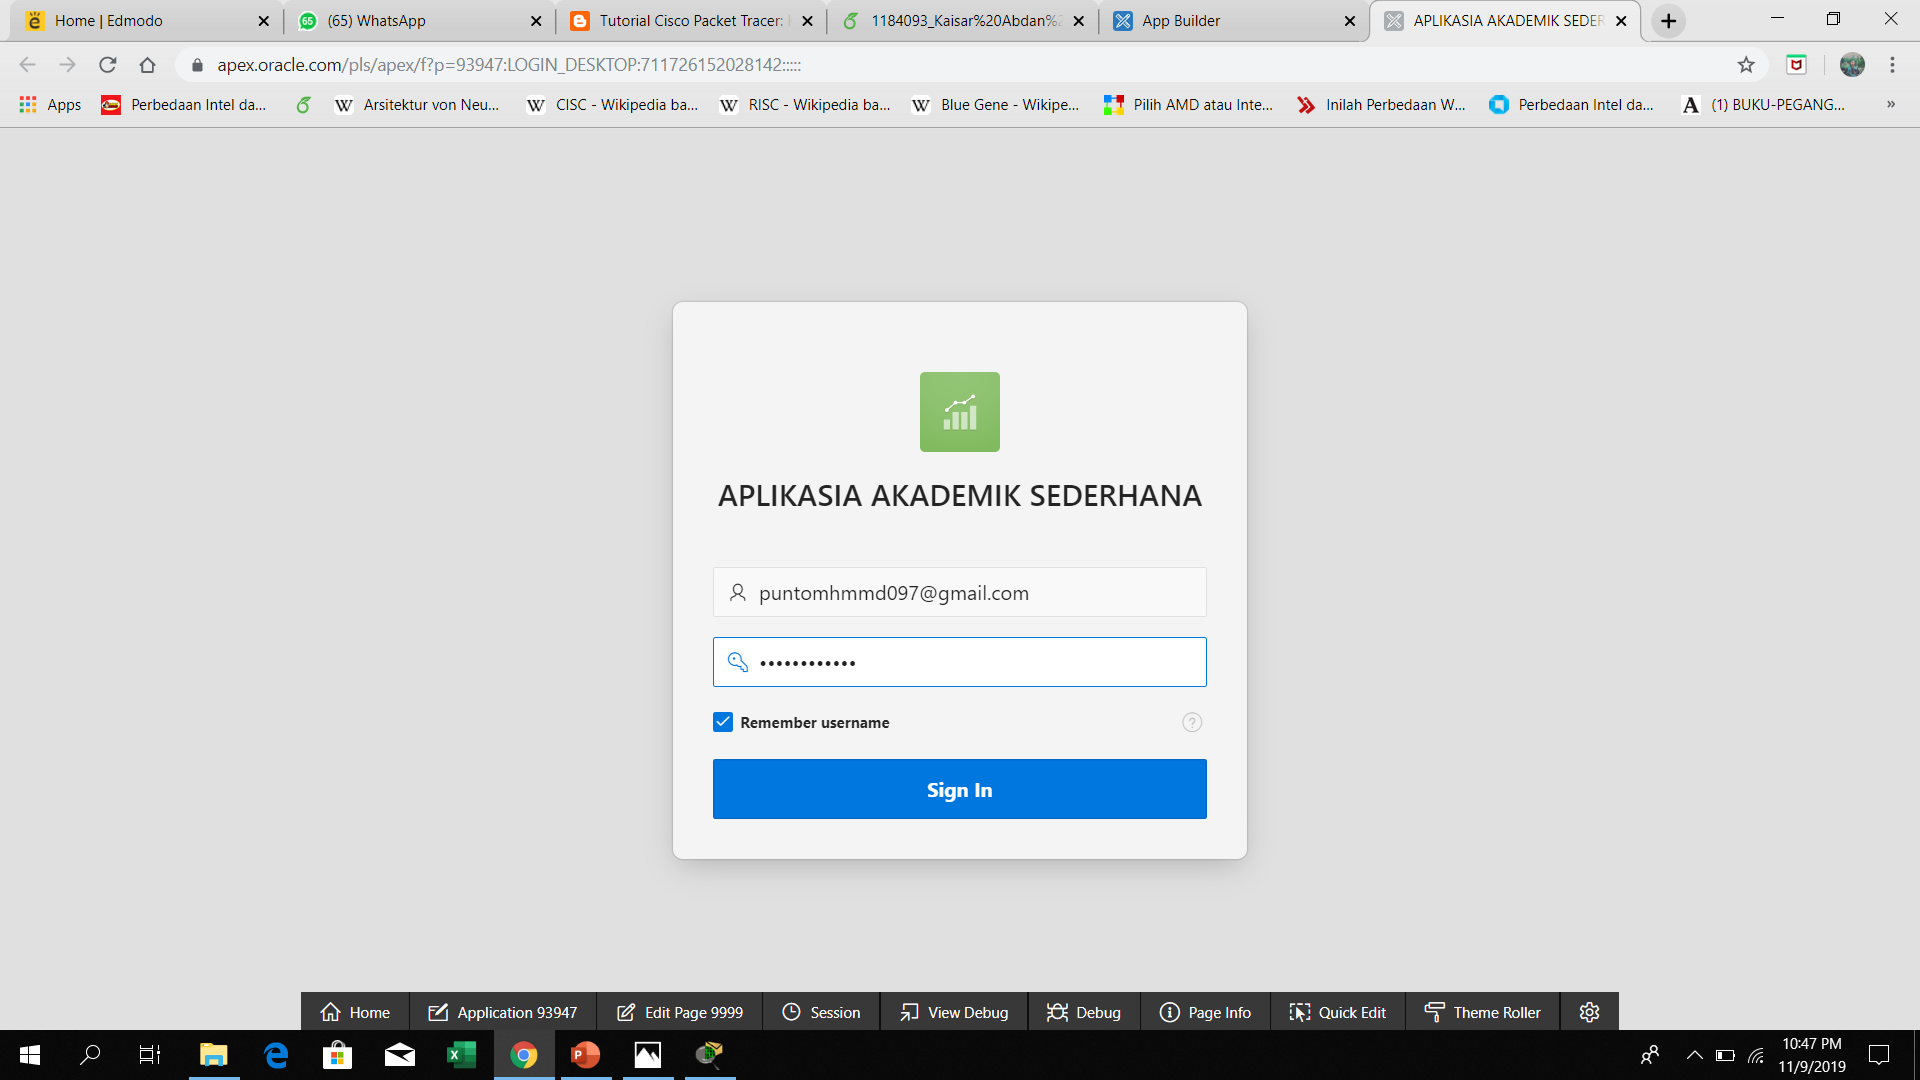 Home | Edmodo
(65) WhatsApp
Tutorial Cisco Packet Tracer:
1184093_Kaisar%20Abdan%2
App Builder
APLIKASIA AKADEMIK SEDER
apex.oracle.com/pls/apex/f?p=93947:LOGIN_DESKTOP:711726152028142:::::
Apps
Perbedaan Intel da...
Arsitektur von Neu...
CISC - Wikipedia ba...
RISC - Wikipedia ba...
Blue Gene - Wikipe...
Pilih AMD atau Inte...
Inilah Perbedaan W...
Perbedaan Intel da...
(1) BUKU-PEGANG...
»
APLIKASIA AKADEMIK SEDERHANA
puntomhmmd097@gmail.com
••••••••••••
Remember username
?
Sign In
Home
Application 93947
Edit Page 9999
Session
View Debug
Debug
Page Info
Quick Edit
Theme Roller
10:47 PM
11/9/2019